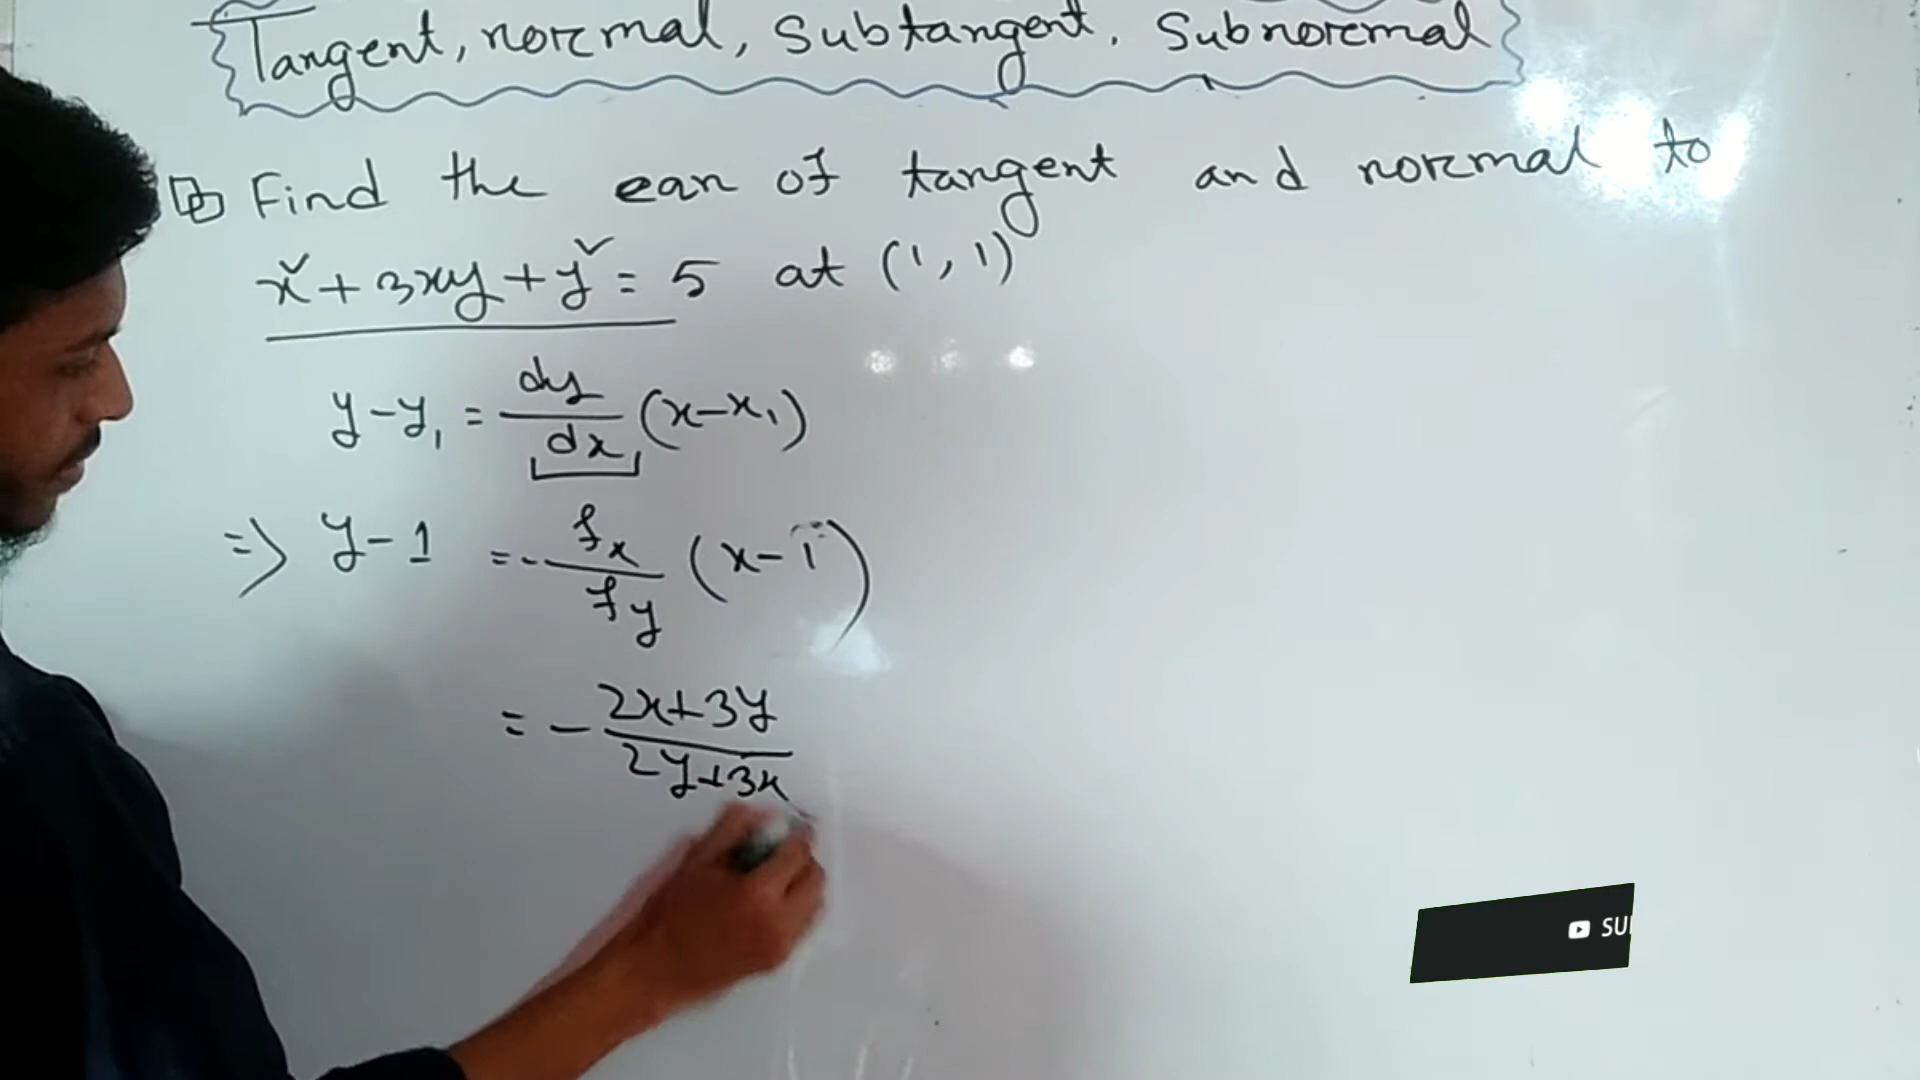 Tangent, normal, Subtangent, Subnormal
Find the eqn of tangent and normal to
x² + 3xy + y² = 5 at (1, 1)
y - y₁ = dy/dx (x - x₁)
=> y - 1 = - fx/fy (x - 1)
= - 2x+3y / 2y+3x
SU